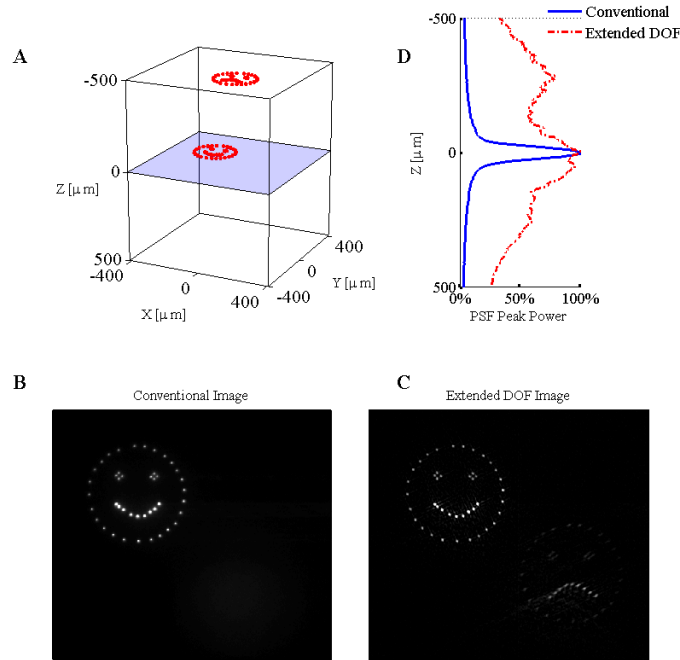 A
-500
0
Z [μm]
500
-400
0
400
X [μm]
-400
0
400
Y [μm]
D
Conventional
Extended DOF
-500
0
Z [μm]
500
0%
50%
100%
PSF Peak Power
B
Conventional Image
C
Extended DOF Image